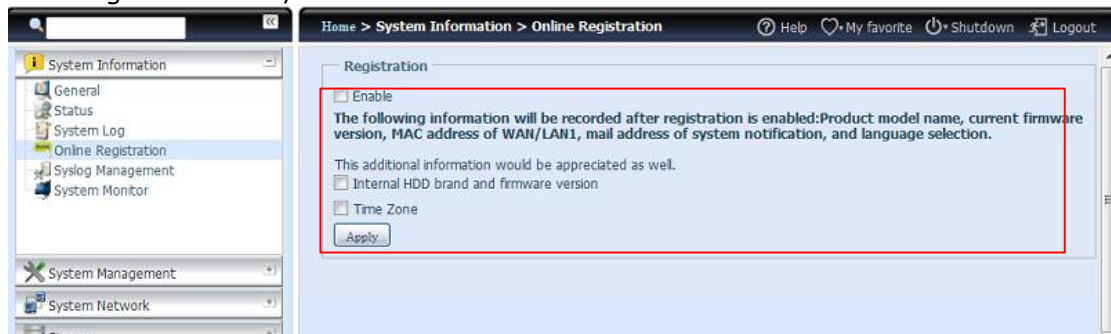 Home > System Information > Online Registration
Help
My favorite
Shutdown
Logout
System Information
General
Status
System Log
Online Registration
Syslog Management
System Monitor
System Management
System Network
Registration
Enable
The following information will be recorded after registration is enabled:Product model name, current firmware
version, MAC address of WAN/LAN1, mail address of system notification, and language selection.
This additional information would be appreciated as well.
Internal HDD brand and firmware version
Time Zone
Apply